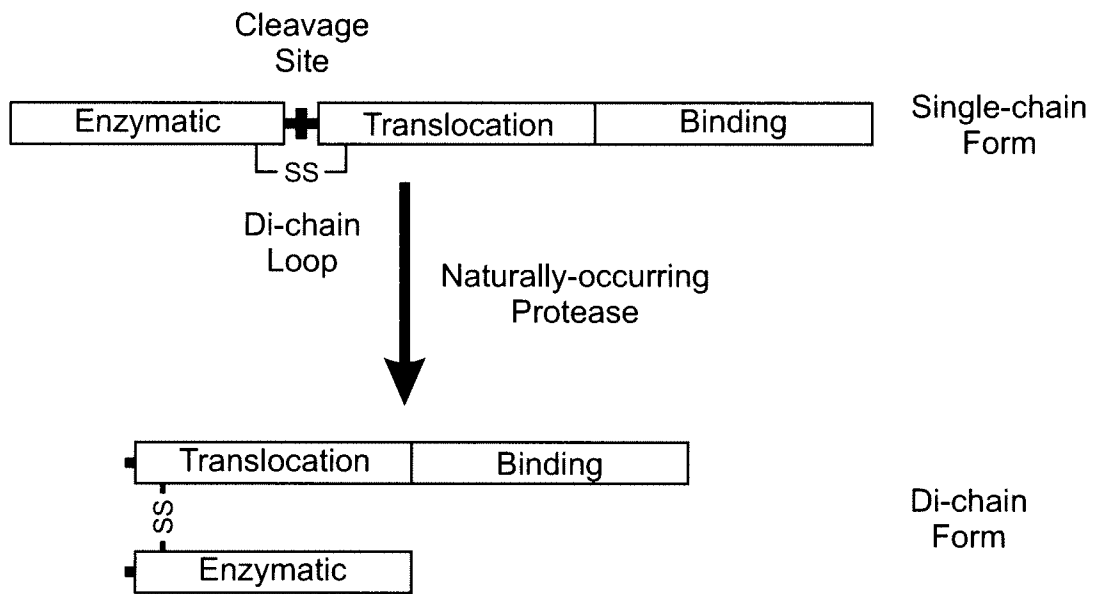 Cleavage
Site
Enzymatic
Translocation
Binding
Single-chain
Form
SS
Di-chain
Loop
Naturally-occurring
Protease
Translocation
Binding
SS
Di-chain
Form
Enzymatic